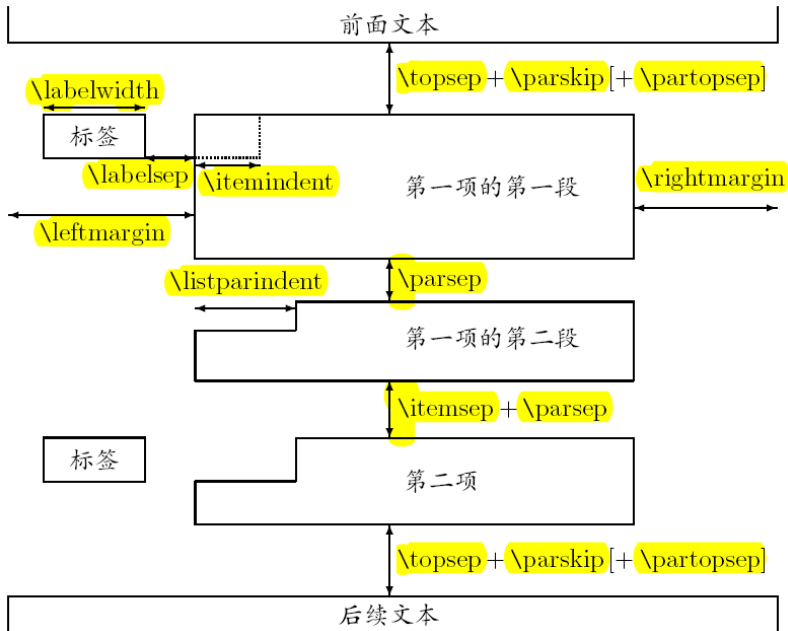 前面文本
\topsep+\parskip[+\partopsep]
\labelwidth
标签
\labelsep
\itemindent
第一项的第一段
\rightmargin
\leftmargin
\listparindent
\parsep
第一项的第二段
\itemsep+\parsep
标签
第二项
\topsep+\parskip[+\partopsep]
后续文本